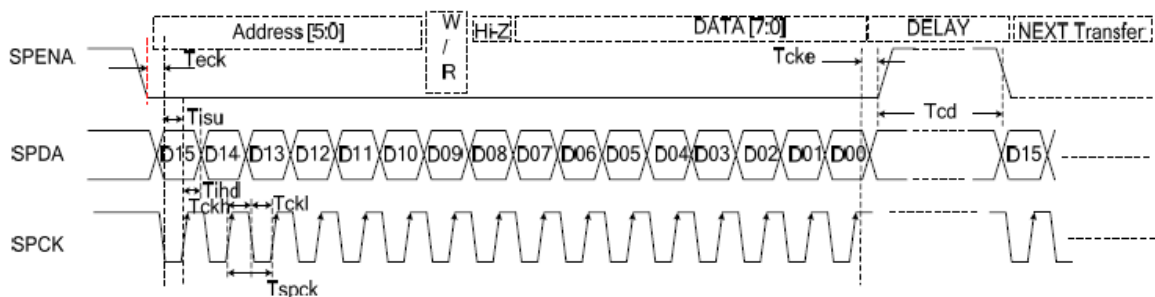 Address [5:0] W / R Hi-Z DATA [7:0] DELAY NEXT Transfer
SPENA Teck Tcke
Tisu Tcd
SPDA D15 D14 D13 D12 D11 D10 D09 D08 D07 D06 D05 D04 D03 D02 D01 D00 D15
Tihd
Tckh Tckl
SPCK
Tspck